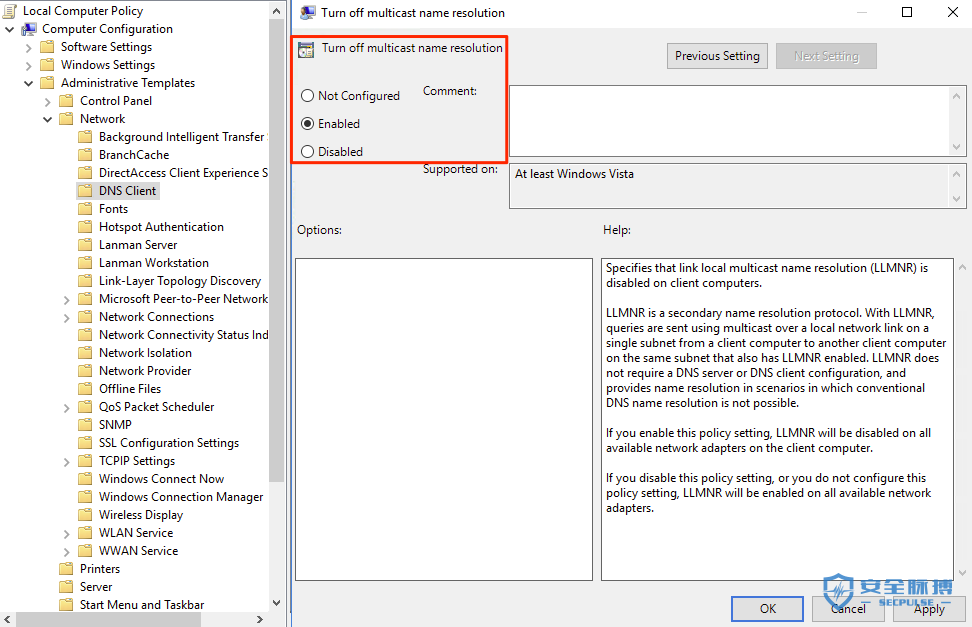 Local Computer Policy
Computer Configuration
Software Settings
Windows Settings
Administrative Templates
Control Panel
Network
Background Intelligent Transfer
BranchCache
DirectAccess Client Experience S
DNS Client
Fonts
Hotspot Authentication
Lanman Server
Lanman Workstation
Link-Layer Topology Discovery
Microsoft Peer-to-Peer Network
Network Connections
Network Connectivity Status Ind
Network Isolation
Network Provider
Offline Files
QoS Packet Scheduler
SNMP
SSL Configuration Settings
TCPIP Settings
Windows Connect Now
Windows Connection Manager
Wireless Display
WLAN Service
WWAN Service
Printers
Server
Start Menu and Taskbar
Turn off multicast name resolution
Turn off multicast name resolution
Previous Setting
Next Setting
Not Configured
Comment:
Enabled
Disabled
Supported on:
At least Windows Vista
Options:
Help:
Specifies that link local multicast name resolution (LLMNR) is
disabled on client computers.
LLMNR is a secondary name resolution protocol. With LLMNR,
queries are sent using multicast over a local network link on a
single subnet from a client computer to another client computer
on the same subnet that also has LLMNR enabled. LLMNR does
not require a DNS server or DNS client configuration, and
provides name resolution in scenarios in which conventional
DNS name resolution is not possible.
If you enable this policy setting, LLMNR will be disabled on all
available network adapters on the client computer.
If you disable this policy setting, or you do not configure this
policy setting, LLMNR will be enabled on all available network
adapters.
OK
Cancel
Apply
安全脉搏
SECPULSE